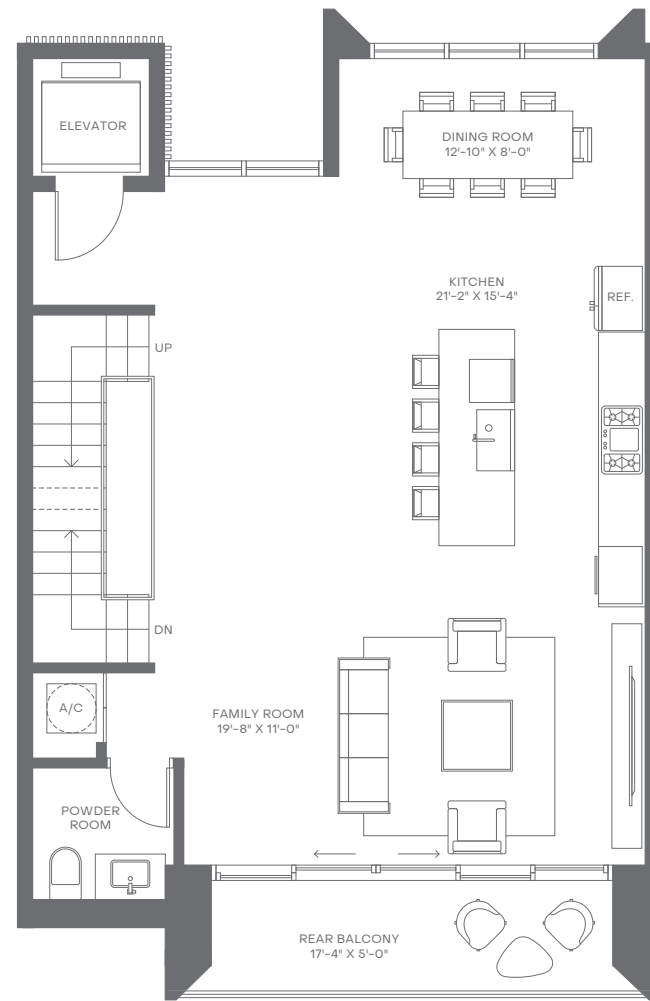 ELEVATOR
DINING ROOM
12'-10" X 8'-0"
KITCHEN
21'-2" X 15'-4"
REF.
UP
DN
A/C
FAMILY ROOM
19'-8" X 11'-0"
POWDER
ROOM
REAR BALCONY
17'-4" X 5'-0"